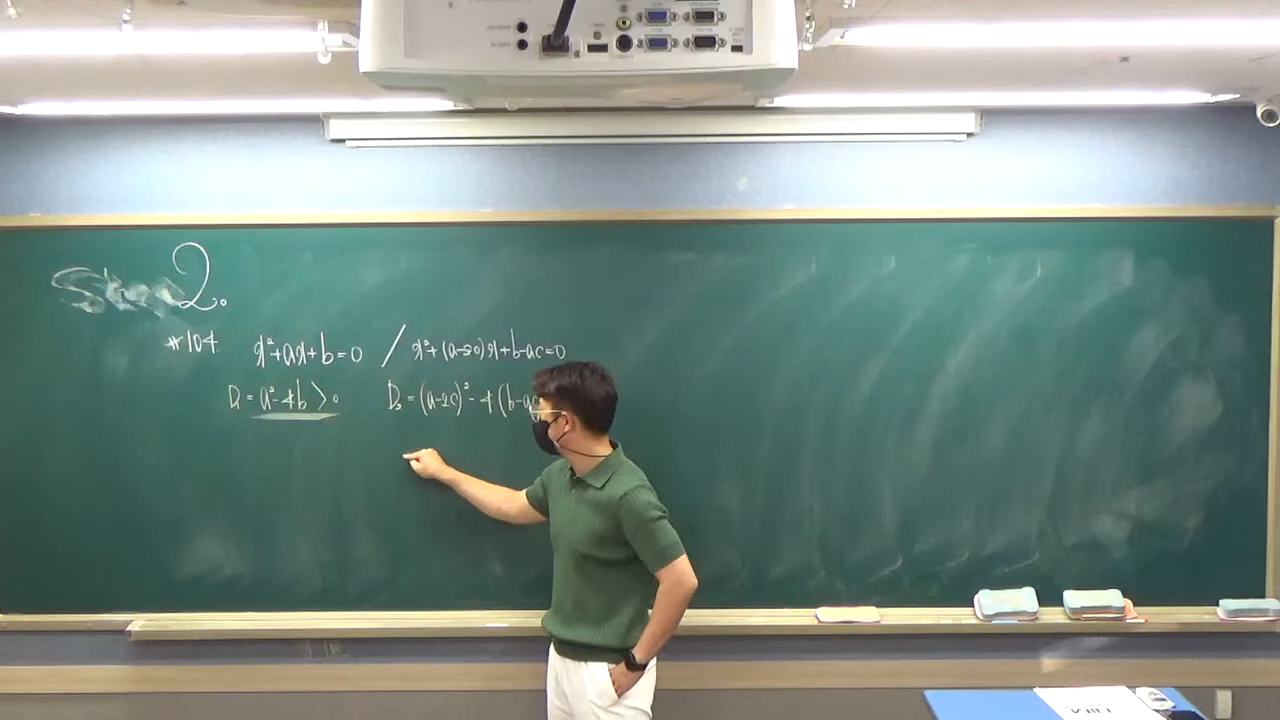 Step 2.
*104. x²+ax+b=0 / x²+(a-2c)x+b-ac=0
D₁=a²-4b>0 D₂=(a-2c)²-4(b-ac